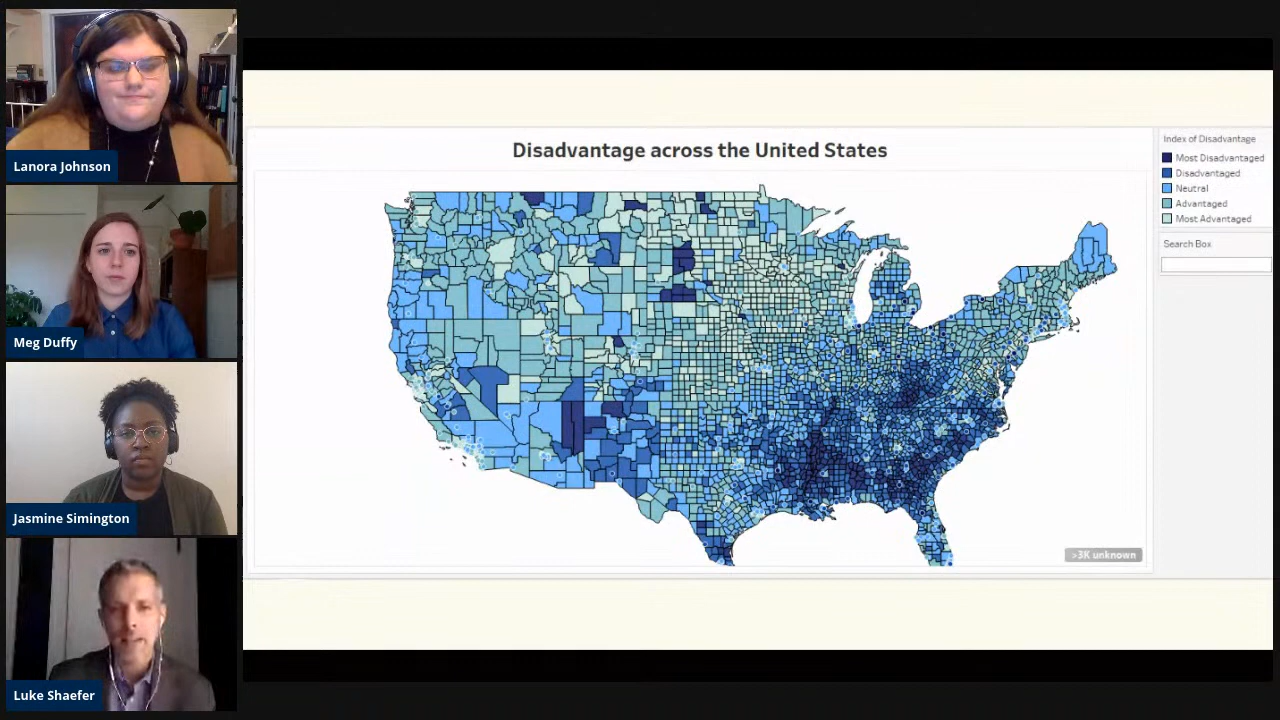 Lanora Johnson
Meg Duffy
Jasmine Simington
Luke Shaefer
Disadvantage across the United States
Index of Disadvantage
Most Disadvantaged
Disadvantaged
Neutral
Advantaged
Most Advantaged
Search Box
>3K unknown